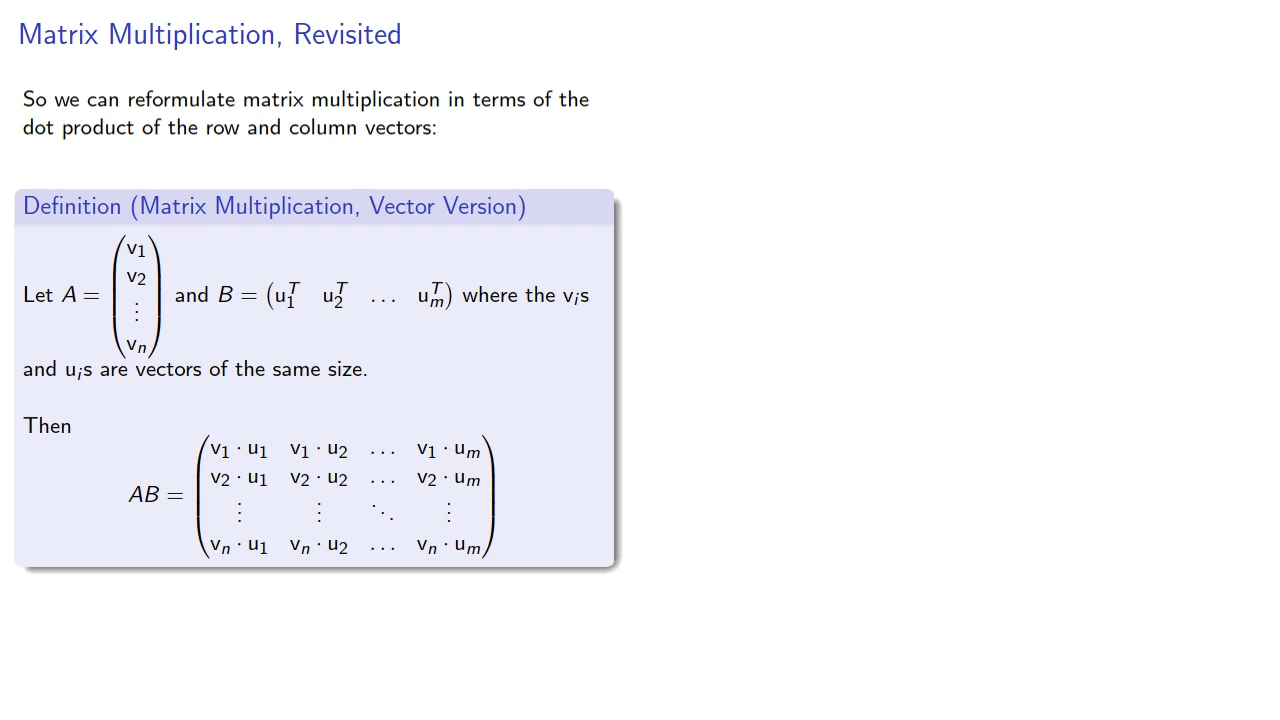 Matrix Multiplication, Revisited
So we can reformulate matrix multiplication in terms of the
dot product of the row and column vectors:
Definition (Matrix Multiplication, Vector Version)
Let A = (v₁ v₂ ⋮ vₙ) and B = (u₁ᵀ u₂ᵀ … uₘᵀ) where the vᵢs
and uᵢs are vectors of the same size.
Then
AB =
v₁ · u₁ v₁ · u₂ … v₁ · uₘ
v₂ · u₁ v₂ · u₂ … v₂ · uₘ
⋮ ⋮ ⋱ ⋮
vₙ · u₁ vₙ · u₂ … vₙ · uₘ